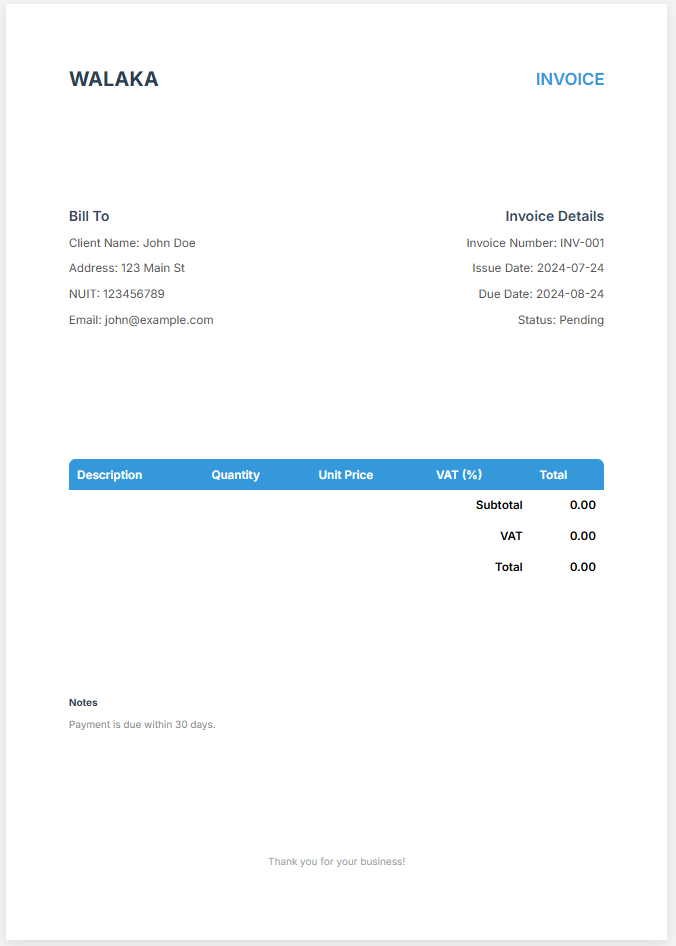 WALAKA INVOICE
Bill To Invoice Details
Client Name: John Doe Invoice Number: INV-001
Address: 123 Main St Issue Date: 2024-07-24
NUIT: 123456789 Due Date: 2024-08-24
Email: john@example.com Status: Pending
Description Quantity Unit Price VAT (%) Total
Subtotal 0.00
VAT 0.00
Total 0.00
Notes
Payment is due within 30 days.
Thank you for your business!